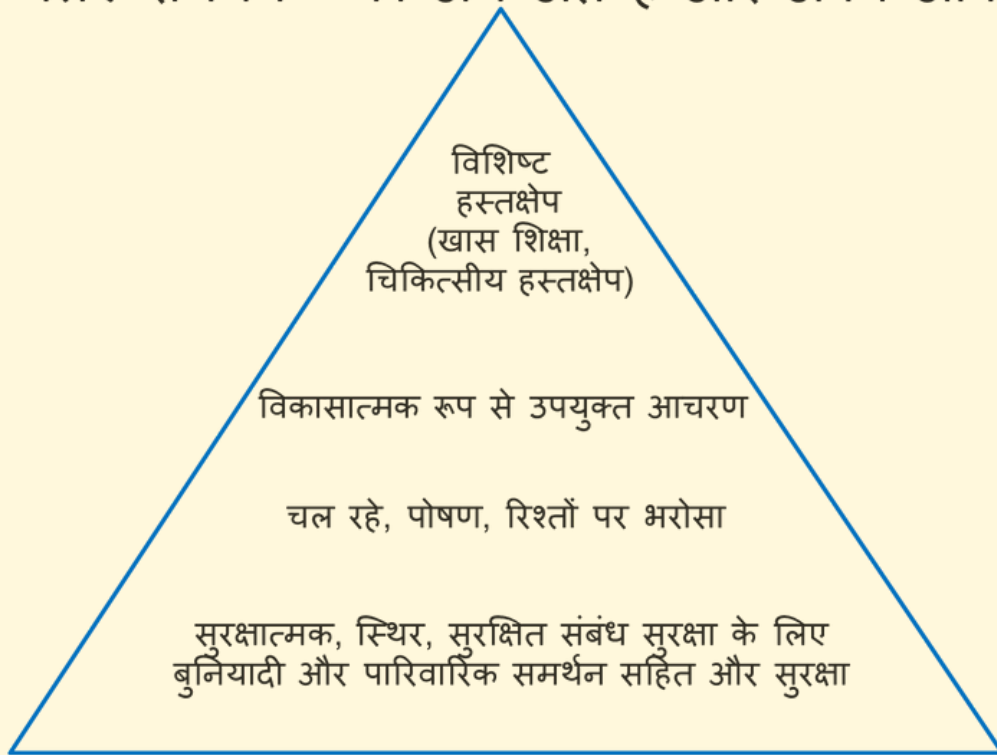 विशिष्ट
हस्तक्षेप
(खास शिक्षा,
चिकित्सीय हस्तक्षेप)
विकासात्मक रूप से उपयुक्त आचरण
चल रहे, पोषण, रिश्तों पर भरोसा
सुरक्षात्मक, स्थिर, सुरक्षित संबंध सुरक्षा के लिए
बुनियादी और पारिवारिक समर्थन सहित और सुरक्षा